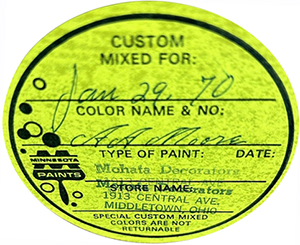 CUSTOM
MIXED FOR:
Jan 29, 70
COLOR NAME & NO:
A A Moore
TYPE OF PAINT: DATE:
MINNESOTA
PAINTS
Mohata Decorators
STORE NAME:
1913 CENTRAL AVE.
MIDDLETOWN, OHIO
SPECIAL CUSTOM MIXED
COLORS ARE NOT
RETURNABLE